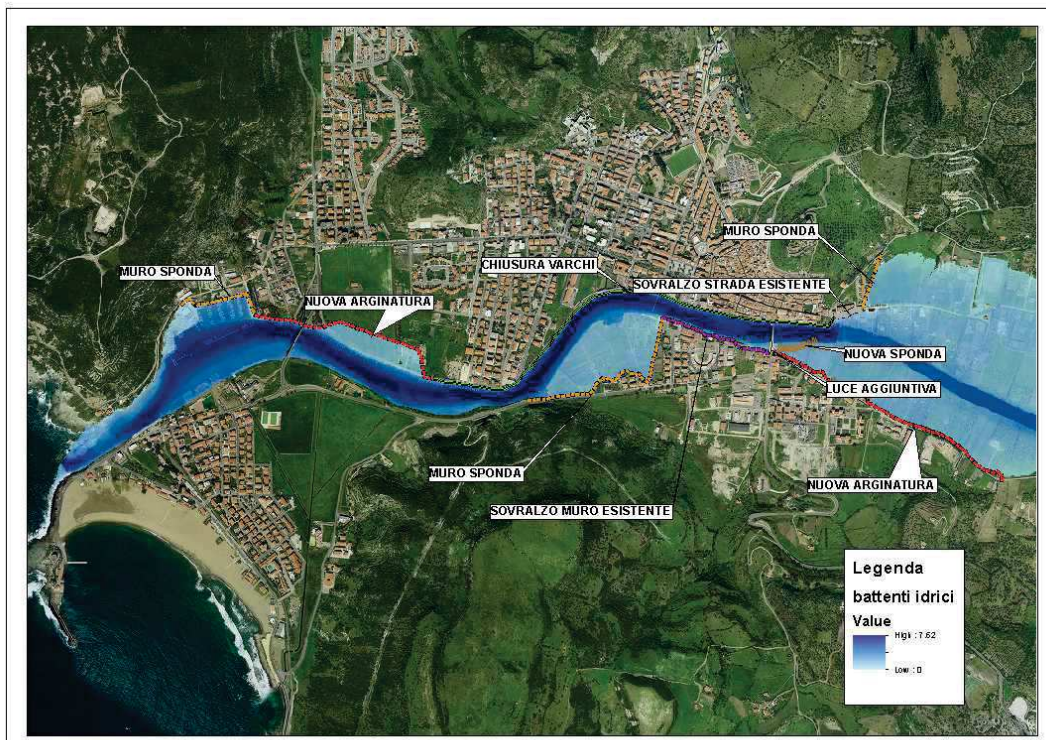 MURO SPONDA
CHIUSURA VARCHI
MURO SPONDA
SOVRALZO STRADA ESISTENTE
NUOVA ARGINATURA
NUOVA SPONDA
LUCE AGGIUNTIVA
MURO SPONDA
NUOVA ARGINATURA
SOVRALZO MURO ESISTENTE
Legenda
battenti idrici
Value
High : 7.62
Low : 0